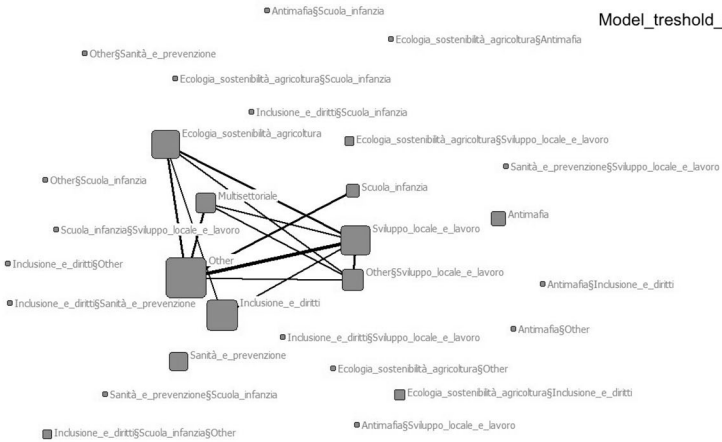 Antimafia§Scuola_infanzia
Model_treshold_
Ecologia_sostenibilità_agricoltura§Antimafia
Other§Sanità_e_prevenzione
Ecologia_sostenibilità_agricoltura§Scuola_infanzia
Inclusione_e_diritti§Scuola_infanzia
Ecologia_sostenibilità_agricoltura
Ecologia_sostenibilità_agricoltura§Sviluppo_locale_e_lavoro
Sanità_e_prevenzione§Sviluppo_locale_e_lavoro
Other§Scuola_infanzia
Scuola_infanzia
Multisettoriale
Antimafia
Scuola_infanzia§Sviluppo_locale_e_lavoro
Sviluppo_locale_e_lavoro
Other
Inclusione_e_diritti§Other
Other§Sviluppo_locale_e_lavoro
Antimafia§Inclusione_e_diritti
Inclusione_e_diritti§Sanità_e_prevenzione
Inclusione_e_diritti
Antimafia§Other
Inclusione_e_diritti§Sviluppo_locale_e_lavoro
Sanità_e_prevenzione
Ecologia_sostenibilità_agricoltura§Other
Sanità_e_prevenzione§Scuola_infanzia
Ecologia_sostenibilità_agricoltura§Inclusione_e_diritti
Antimafia§Sviluppo_locale_e_lavoro
Inclusione_e_diritti§Scuola_infanzia§Other